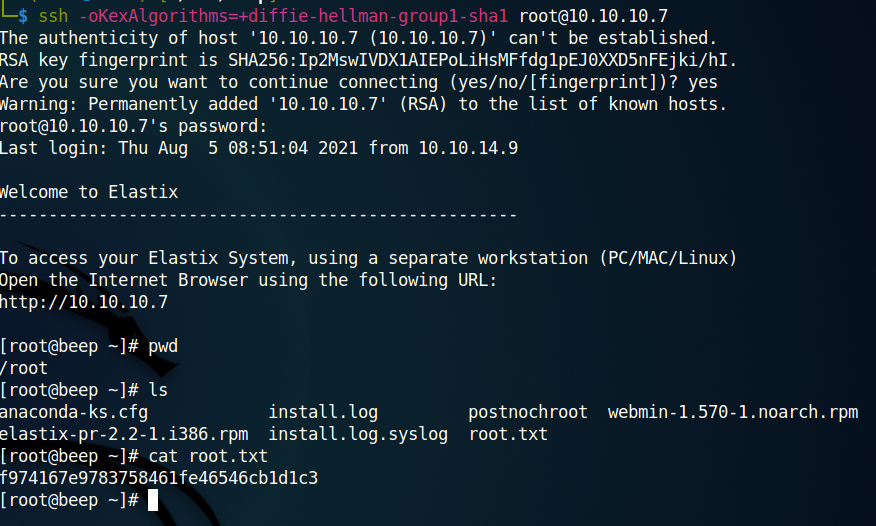 $ ssh -oKexAlgorithms=+diffie-hellman-group1-sha1 root@10.10.10.7
The authenticity of host '10.10.10.7 (10.10.10.7)' can't be established.
RSA key fingerprint is SHA256:Ip2MswIVDX1AIEPoLiHsMFfdg1pEJ0XXD5nFEjki/hI.
Are you sure you want to continue connecting (yes/no/[fingerprint])? yes
Warning: Permanently added '10.10.10.7' (RSA) to the list of known hosts.
root@10.10.10.7's password:
Last login: Thu Aug  5 08:51:04 2021 from 10.10.14.9
Welcome to Elastix
----------------------------------------------------
To access your Elastix System, using a separate workstation (PC/MAC/Linux)
Open the Internet Browser using the following URL:
http://10.10.10.7
[root@beep ~]# pwd
/root
[root@beep ~]# ls
anaconda-ks.cfg            install.log         postnochroot  webmin-1.570-1.noarch.rpm
elastix-pr-2.2-1.i386.rpm  install.log.syslog  root.txt
[root@beep ~]# cat root.txt
f974167e9783758461fe46546cb1d1c3
[root@beep ~]#